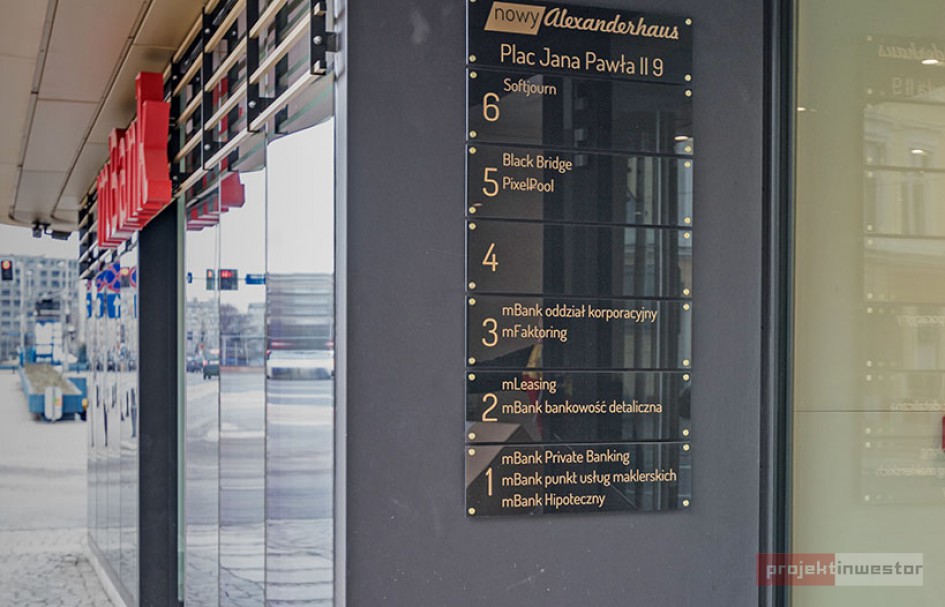 nowy Alexanderhaus
Plac Jana Pawła II 9
6 Softjourn
5 Black Bridge
PixelPool
4
3 mBank oddział korporacyjny
mFaktoring
2 mLeasing
mBank bankowość detaliczna
1 mBank Private Banking
mBank punkt usług maklerskich
mBank Hipoteczny
mBank
projektinwestor